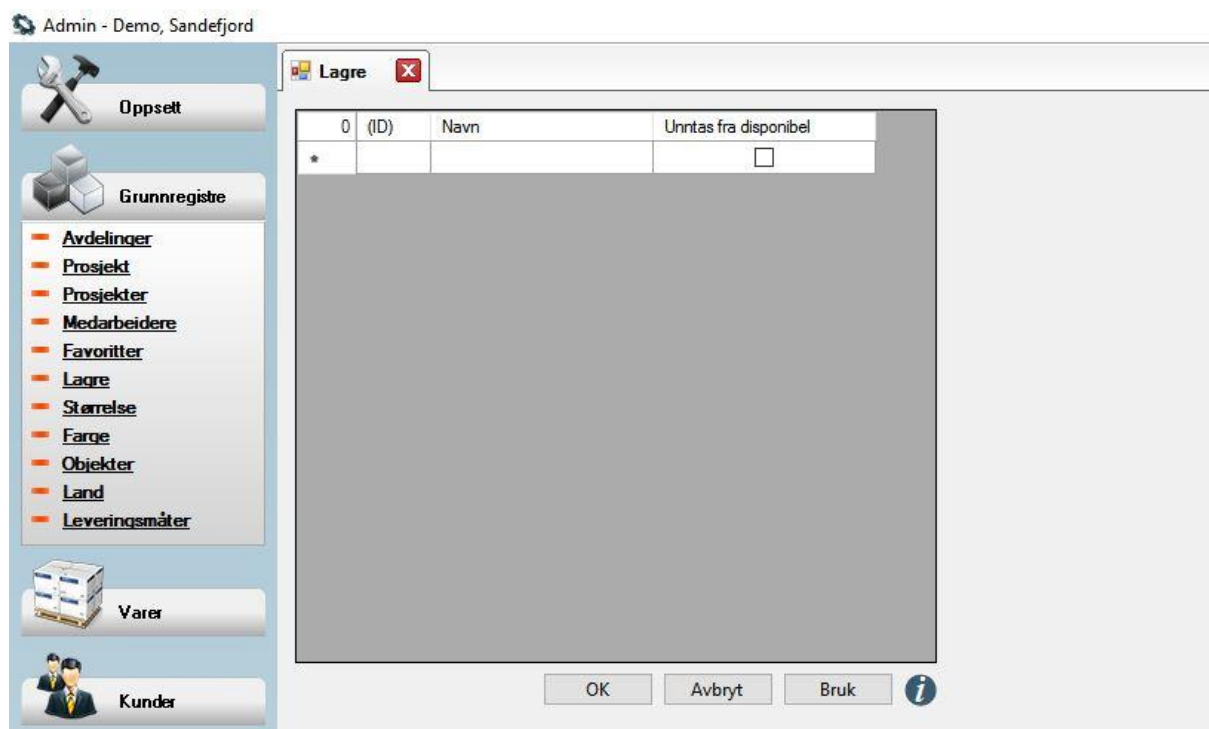 Admin - Demo, Sandefjord
Oppsett
Grunnregistre
Avdelinger
Prosjekt
Prosjekter
Medarbeidere
Favoritter
Lagre
Størrelse
Farge
Objekter
Land
Leveringsmåter
Varer
Kunder
Lagre
0 (ID) Navn Unntas fra disponibel
*
OK Avbryt Bruk i